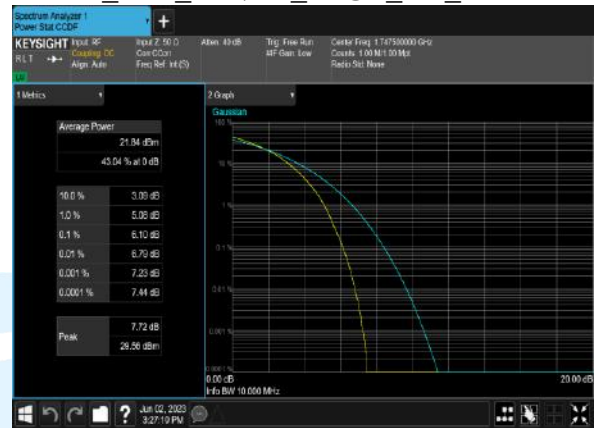 Spectrum Analyzer 1
Power Stat CCDF
+
KEYSIGHT
RLT
Input: RF
Coupling: DC
Align: Auto
Input Z: 50 Ω
Corr CCorr
Freq Ref: Int (S)
Atten: 40 dB
Trig: Free Run
#IF Gain: Low
Center Freq: 1.747500000 GHz
Counts: 1.00 M/1.00 Mpt
Radio Std: None
1 Metrics
Average Power
21.84 dBm
43.04 % at 0 dB
10.0 % 3.09 dB
1.0 % 5.08 dB
0.1 % 6.10 dB
0.01 % 6.79 dB
0.001 % 7.23 dB
0.0001 % 7.44 dB
Peak
7.72 dB
29.56 dBm
2 Graph
Gaussian
100 %
10 %
1 %
0.1 %
0.01 %
0.001 %
0.0001 %
0.00 dB
20.00 dB
Info BW 10.000 MHz
?
Jun 02, 2023
3:27:19 PM